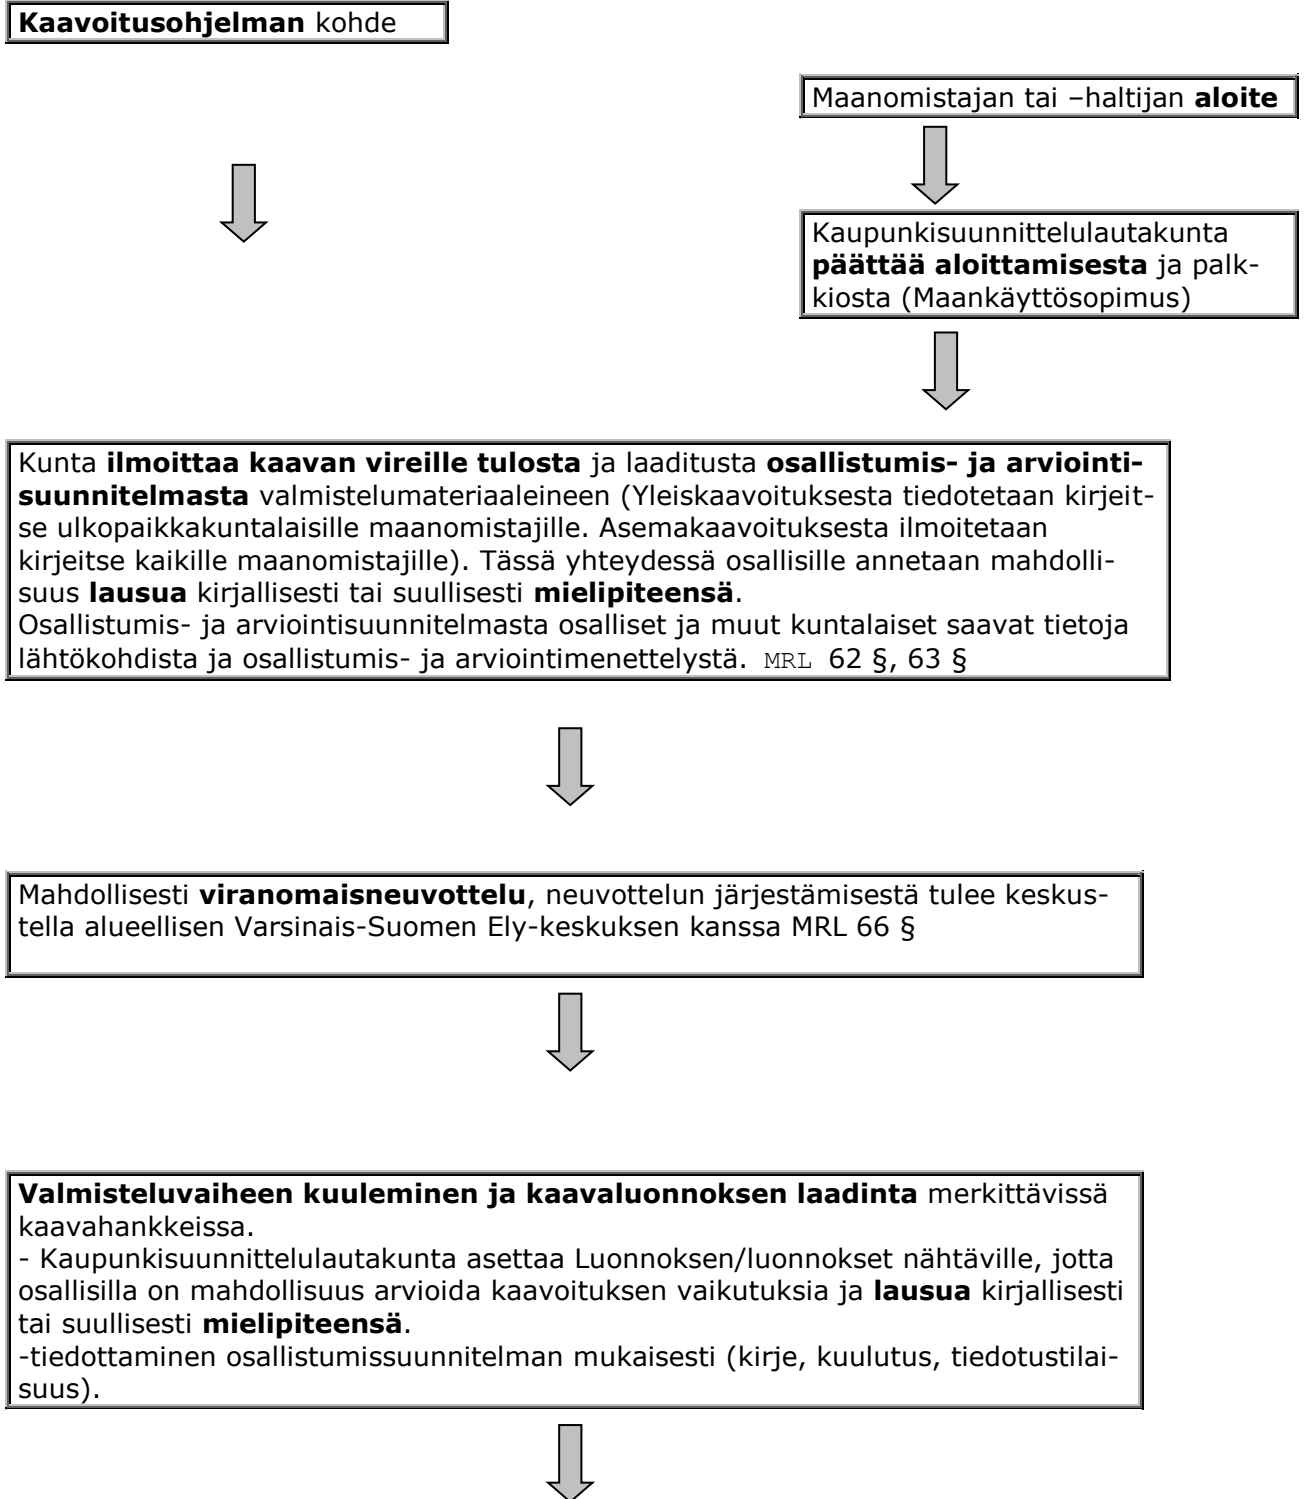 Kaavoitusohjelman kohde
Maanomistajan tai –haltijan aloite
Kaupunkisuunnittelulautakunta
päättää aloittamisesta ja palk-
kiosta (Maankäyttösopimus)
Kunta ilmoittaa kaavan vireille tulosta ja laaditusta osallistumis- ja arviointi-
suunnitelmasta valmistelumateriaaleineen (Yleiskaavoituksesta tiedotetaan kirjeit-
se ulkopaikkakuntalaisille maanomistajille. Asemakaavoituksesta ilmoitetaan
kirjeitse kaikille maanomistajille). Tässä yhteydessä osallisille annetaan mahdolli-
suus lausua kirjallisesti tai suullisesti mielipiteensä.
Osallistumis- ja arviointisuunnitelmasta osalliset ja muut kuntalaiset saavat tietoja
lähtökohdista ja osallistumis- ja arviointimenettelystä. MRL 62 §, 63 §
Mahdollisesti viranomaisneuvottelu, neuvottelun järjestämisestä tulee keskus-
tella alueellisen Varsinais-Suomen Ely-keskuksen kanssa MRL 66 §
Valmisteluvaiheen kuuleminen ja kaavaluonnoksen laadinta merkittävissä
kaavahankkeissa.
- Kaupunkisuunnittelulautakunta asettaa Luonnoksen/luonnokset nähtäville, jotta
osallisilla on mahdollisuus arvioida kaavoituksen vaikutuksia ja lausua kirjallisesti
tai suullisesti mielipiteensä.
-tiedottaminen osallistumissuunnitelman mukaisesti (kirje, kuulutus, tiedotustilai-
suus).